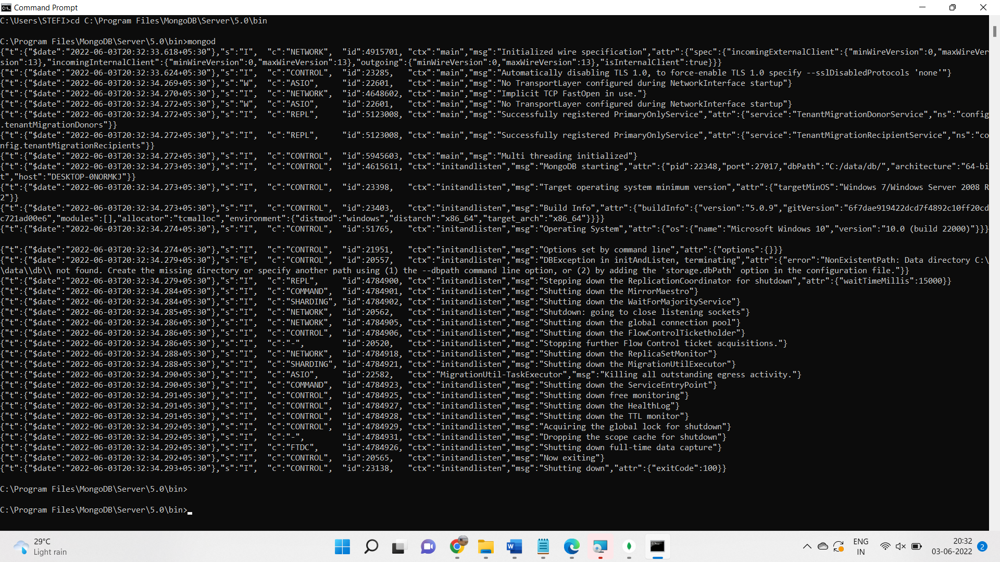 Command Prompt
C:\Users\STEFI>cd C:\Program Files\MongoDB\Server\5.0\bin
C:\Program Files\MongoDB\Server\5.0\bin>mongod
{"t":{"$date":"2022-06-03T20:32:33.618+05:30"},"s":"I",  "c":"NETWORK",  "id":4915701, "ctx":"main","msg":"Initialized wire specification","attr":{"spec":{"incomingExternalClient":{"minWireVersion":0,"maxWireVer
sion":13},"incomingInternalClient":{"minWireVersion":0,"maxWireVersion":13},"outgoing":{"minWireVersion":0,"maxWireVersion":13},"isInternalClient":true}}}
{"t":{"$date":"2022-06-03T20:32:33.624+05:30"},"s":"I",  "c":"CONTROL",  "id":23285,   "ctx":"main","msg":"Automatically disabling TLS 1.0, to force-enable TLS 1.0 specify --sslDisabledProtocols 'none'"}
{"t":{"$date":"2022-06-03T20:32:34.269+05:30"},"s":"W",  "c":"ASIO",     "id":22601,   "ctx":"main","msg":"No TransportLayer configured during NetworkInterface startup"}
{"t":{"$date":"2022-06-03T20:32:34.270+05:30"},"s":"I",  "c":"NETWORK",  "id":4648602, "ctx":"main","msg":"Implicit TCP FastOpen in use."}
{"t":{"$date":"2022-06-03T20:32:34.272+05:30"},"s":"W",  "c":"ASIO",     "id":22601,   "ctx":"main","msg":"No TransportLayer configured during NetworkInterface startup"}
{"t":{"$date":"2022-06-03T20:32:34.272+05:30"},"s":"I",  "c":"REPL",     "id":5123008, "ctx":"main","msg":"Successfully registered PrimaryOnlyService","attr":{"service":"TenantMigrationDonorService","ns":"config
.tenantMigrationDonors"}}
{"t":{"$date":"2022-06-03T20:32:34.272+05:30"},"s":"I",  "c":"REPL",     "id":5123008, "ctx":"main","msg":"Successfully registered PrimaryOnlyService","attr":{"service":"TenantMigrationRecipientService","ns":"co
nfig.tenantMigrationRecipients"}}
{"t":{"$date":"2022-06-03T20:32:34.272+05:30"},"s":"I",  "c":"CONTROL",  "id":5945603, "ctx":"main","msg":"Multi threading initialized"}
{"t":{"$date":"2022-06-03T20:32:34.273+05:30"},"s":"I",  "c":"CONTROL",  "id":4615611, "ctx":"initandlisten","msg":"MongoDB starting","attr":{"pid":22348,"port":27017,"dbPath":"C:/data/db/","architecture":"64-bi
t","host":"DESKTOP-0NORMKJ"}}
{"t":{"$date":"2022-06-03T20:32:34.273+05:30"},"s":"I",  "c":"CONTROL",  "id":23398,   "ctx":"initandlisten","msg":"Target operating system minimum version","attr":{"targetMinOS":"Windows 7/Windows Server 2008 R
2"}}
{"t":{"$date":"2022-06-03T20:32:34.273+05:30"},"s":"I",  "c":"CONTROL",  "id":23403,   "ctx":"initandlisten","msg":"Build Info","attr":{"buildInfo":{"version":"5.0.9","gitVersion":"6f7dae919422dcd7f4892c10ff20cd
c721ad00e6","modules":[],"allocator":"tcmalloc","environment":{"distmod":"windows","distarch":"x86_64","target_arch":"x86_64"}}}}
{"t":{"$date":"2022-06-03T20:32:34.274+05:30"},"s":"I",  "c":"CONTROL",  "id":51765,   "ctx":"initandlisten","msg":"Operating System","attr":{"os":{"name":"Microsoft Windows 10","version":"10.0 (build 22000)"}}}
{"t":{"$date":"2022-06-03T20:32:34.274+05:30"},"s":"I",  "c":"CONTROL",  "id":21951,   "ctx":"initandlisten","msg":"Options set by command line","attr":{"options":{}}}
{"t":{"$date":"2022-06-03T20:32:34.279+05:30"},"s":"E",  "c":"CONTROL",  "id":20557,   "ctx":"initandlisten","msg":"DBException in initAndListen, terminating","attr":{"error":"NonExistentPath: Data directory C:\
\data\\db\\ not found. Create the missing directory or specify another path using (1) the --dbpath command line option, or (2) by adding the 'storage.dbPath' option in the configuration file."}}
{"t":{"$date":"2022-06-03T20:32:34.279+05:30"},"s":"I",  "c":"REPL",     "id":4784900, "ctx":"initandlisten","msg":"Stepping down the ReplicationCoordinator for shutdown","attr":{"waitTimeMillis":15000}}
{"t":{"$date":"2022-06-03T20:32:34.284+05:30"},"s":"I",  "c":"COMMAND",  "id":4784901, "ctx":"initandlisten","msg":"Shutting down the MirrorMaestro"}
{"t":{"$date":"2022-06-03T20:32:34.284+05:30"},"s":"I",  "c":"SHARDING", "id":4784902, "ctx":"initandlisten","msg":"Shutting down the WaitForMajorityService"}
{"t":{"$date":"2022-06-03T20:32:34.285+05:30"},"s":"I",  "c":"NETWORK",  "id":20562,   "ctx":"initandlisten","msg":"Shutdown: going to close listening sockets"}
{"t":{"$date":"2022-06-03T20:32:34.286+05:30"},"s":"I",  "c":"NETWORK",  "id":4784905, "ctx":"initandlisten","msg":"Shutting down the global connection pool"}
{"t":{"$date":"2022-06-03T20:32:34.286+05:30"},"s":"I",  "c":"CONTROL",  "id":4784906, "ctx":"initandlisten","msg":"Shutting down the FlowControlTicketholder"}
{"t":{"$date":"2022-06-03T20:32:34.286+05:30"},"s":"I",  "c":"-",        "id":20520,   "ctx":"initandlisten","msg":"Stopping further Flow Control ticket acquisitions."}
{"t":{"$date":"2022-06-03T20:32:34.288+05:30"},"s":"I",  "c":"NETWORK",  "id":4784918, "ctx":"initandlisten","msg":"Shutting down the ReplicaSetMonitor"}
{"t":{"$date":"2022-06-03T20:32:34.288+05:30"},"s":"I",  "c":"SHARDING", "id":4784921, "ctx":"initandlisten","msg":"Shutting down the MigrationUtilExecutor"}
{"t":{"$date":"2022-06-03T20:32:34.290+05:30"},"s":"I",  "c":"ASIO",     "id":22582,   "ctx":"MigrationUtil-TaskExecutor","msg":"Killing all outstanding egress activity."}
{"t":{"$date":"2022-06-03T20:32:34.290+05:30"},"s":"I",  "c":"COMMAND",  "id":4784923, "ctx":"initandlisten","msg":"Shutting down the ServiceEntryPoint"}
{"t":{"$date":"2022-06-03T20:32:34.291+05:30"},"s":"I",  "c":"CONTROL",  "id":4784925, "ctx":"initandlisten","msg":"Shutting down free monitoring"}
{"t":{"$date":"2022-06-03T20:32:34.291+05:30"},"s":"I",  "c":"CONTROL",  "id":4784927, "ctx":"initandlisten","msg":"Shutting down the HealthLog"}
{"t":{"$date":"2022-06-03T20:32:34.291+05:30"},"s":"I",  "c":"CONTROL",  "id":4784928, "ctx":"initandlisten","msg":"Shutting down the TTL monitor"}
{"t":{"$date":"2022-06-03T20:32:34.292+05:30"},"s":"I",  "c":"CONTROL",  "id":4784929, "ctx":"initandlisten","msg":"Acquiring the global lock for shutdown"}
{"t":{"$date":"2022-06-03T20:32:34.292+05:30"},"s":"I",  "c":"-",        "id":4784931, "ctx":"initandlisten","msg":"Dropping the scope cache for shutdown"}
{"t":{"$date":"2022-06-03T20:32:34.292+05:30"},"s":"I",  "c":"FTDC",     "id":4784926, "ctx":"initandlisten","msg":"Shutting down full-time data capture"}
{"t":{"$date":"2022-06-03T20:32:34.292+05:30"},"s":"I",  "c":"CONTROL",  "id":20565,   "ctx":"initandlisten","msg":"Now exiting"}
{"t":{"$date":"2022-06-03T20:32:34.293+05:30"},"s":"I",  "c":"CONTROL",  "id":23138,   "ctx":"initandlisten","msg":"Shutting down","attr":{"exitCode":100}}
C:\Program Files\MongoDB\Server\5.0\bin>
C:\Program Files\MongoDB\Server\5.0\bin>
29°C
Light rain
ENG
IN
20:32
03-06-2022
2